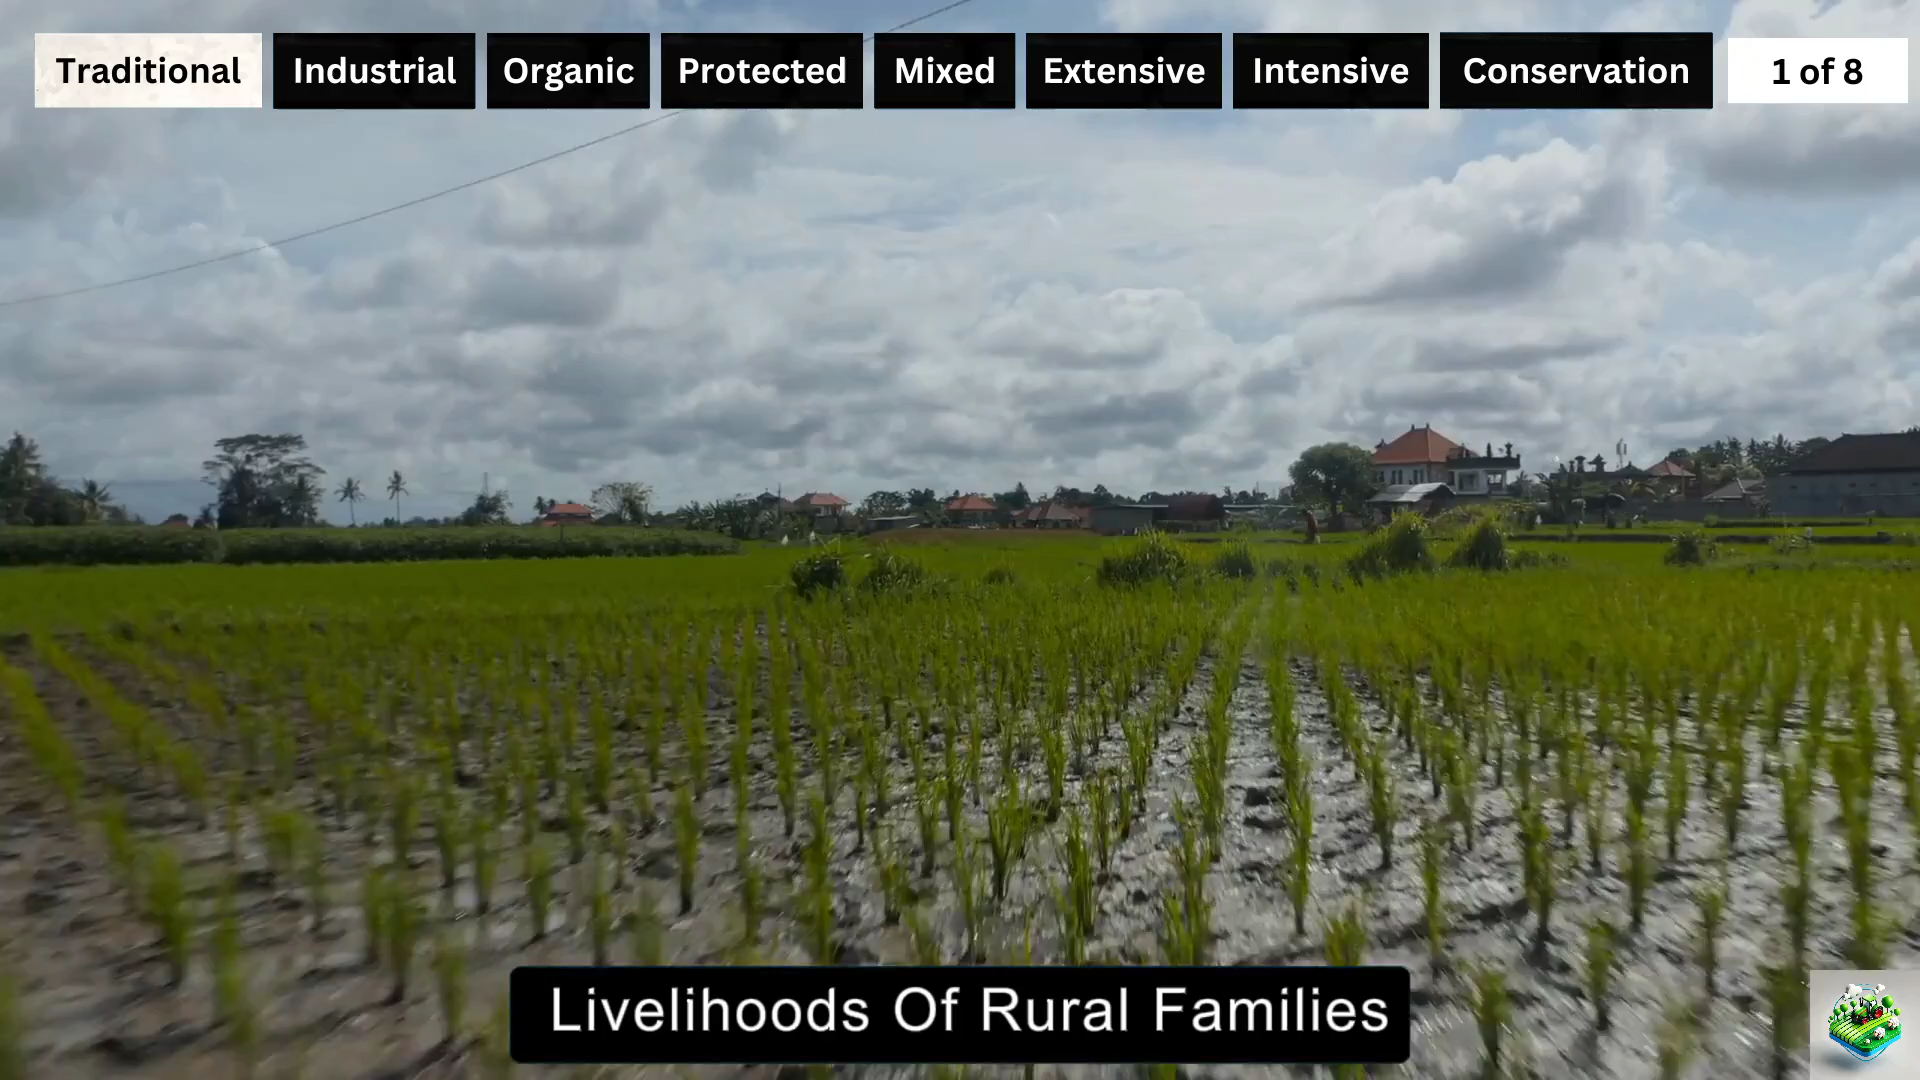 Traditional Industrial Organic Protected Mixed Extensive Intensive Conservation 1 of 8
Livelihoods Of Rural Families